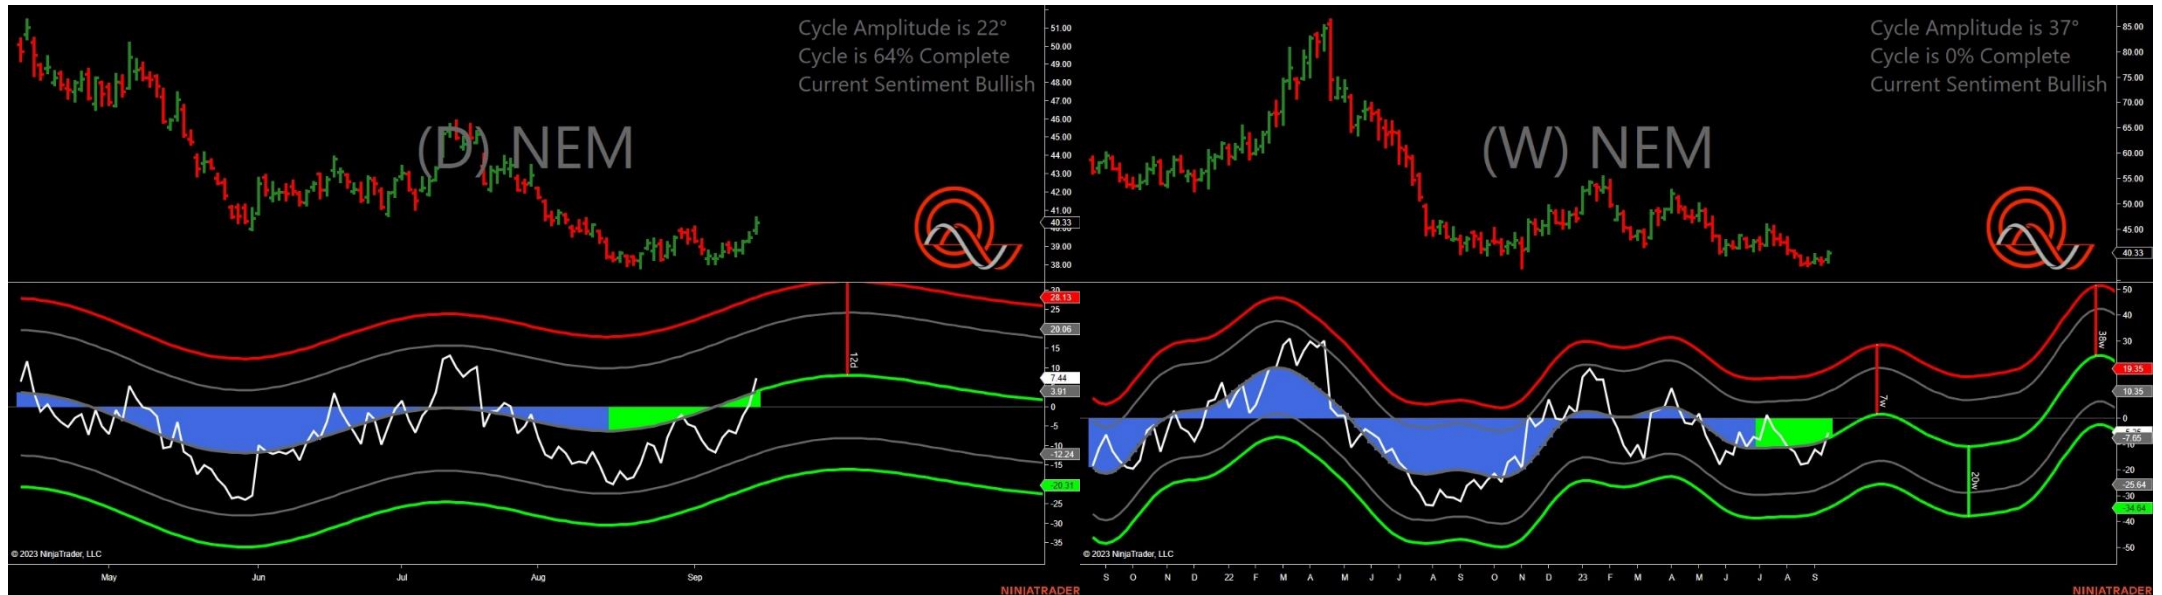 Cycle Amplitude is 22°
Cycle is 64% Complete
Current Sentiment Bullish
(D) NEM
51.00
50.00
49.00
48.00
47.00
46.00
45.00
44.00
43.00
42.00
41.00
40.33
39.00
38.00
25
28.13
20.06
15
10
7.44
3.91
0
-5
-12.24
-15
-20.31
-25
-30
-35
12d
© 2023 NinjaTrader, LLC
May
Jun
Jul
Aug
Sep
NINJATRADER
Cycle Amplitude is 37°
Cycle is 0% Complete
Current Sentiment Bullish
(W) NEM
85.00
80.00
75.00
70.00
65.00
60.00
55.00
50.00
45.00
40.33
50
40
30
19.35
10.35
0
-7.65
-20
-25.64
-30
-34.64
-40
-50
7w
20w
38w
© 2023 NinjaTrader, LLC
S O N D 22 F M A M J J A S O N D 23 F M A M J J A S
NINJATRADER